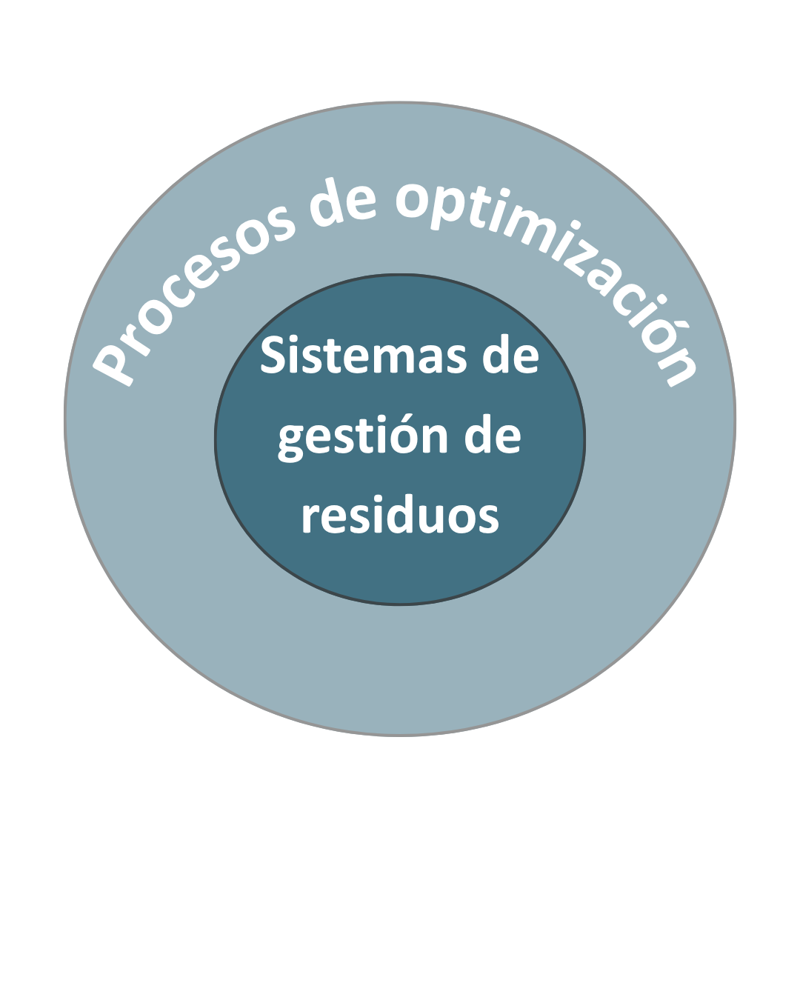 Procesos de optimización
Sistemas de
gestión de
residuos